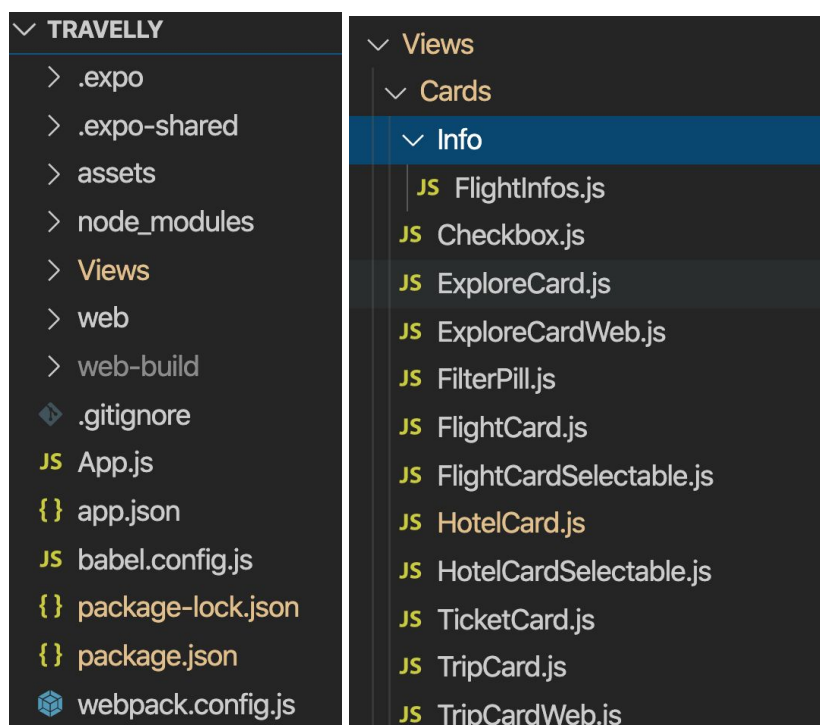 TRAVELLY
.expo
.expo-shared
assets
node_modules
Views
web
web-build
.gitignore
JS App.js
{} app.json
JS babel.config.js
{} package-lock.json
{} package.json
webpack.config.js
Views
Cards
Info
JS FlightInfos.js
JS Checkbox.js
JS ExploreCard.js
JS ExploreCardWeb.js
JS FilterPill.js
JS FlightCard.js
JS FlightCardSelectable.js
JS HotelCard.js
JS HotelCardSelectable.js
JS TicketCard.js
JS TripCard.js
JS TripCardWeb.js